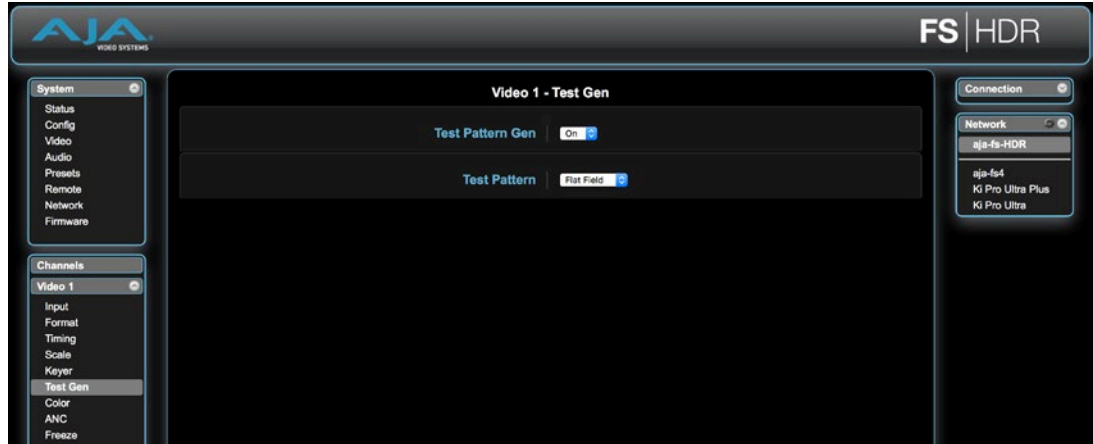 AJA
VIDEO SYSTEMS
FS|HDR
System
Status
Config
Video
Audio
Presets
Remote
Network
Firmware
Channels
Video 1
Input
Format
Timing
Scale
Keyer
Test Gen
Color
ANC
Freeze
Video 1 - Test Gen
Test Pattern Gen On
Test Pattern Flat Field
Connection
Network
aja-fs-HDR
aja-fs4
Ki Pro Ultra Plus
Ki Pro Ultra